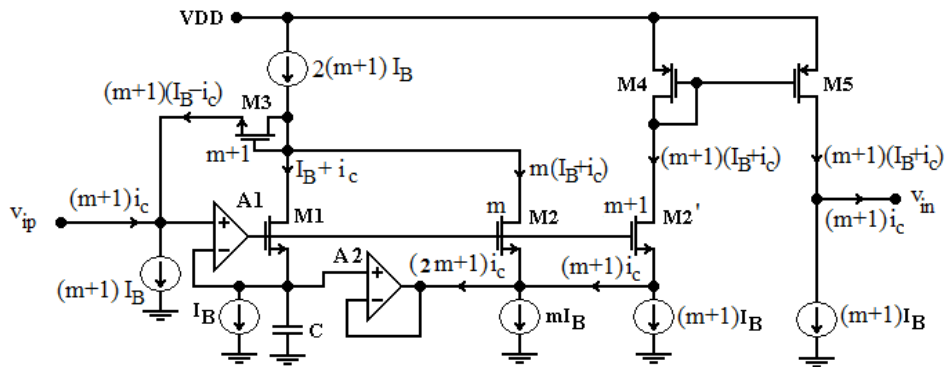 VDD
2(m+1) I_B
(m+1)(I_B-i_c)
M3
M4
M5
m+1
I_B + i_c
m(I_B+i_c)
(m+1)(I_B+i_c)
(m+1)(I_B+i_c)
(m+1)i_c
A1
M1
m
M2
m+1
M2'
v_ip
v_in
(m+1)i_c
+
-
A2
(2m+1)i_c
(m+1)i_c
(m+1) I_B
I_B
C
+
-
mI_B
(m+1)I_B
(m+1)I_B